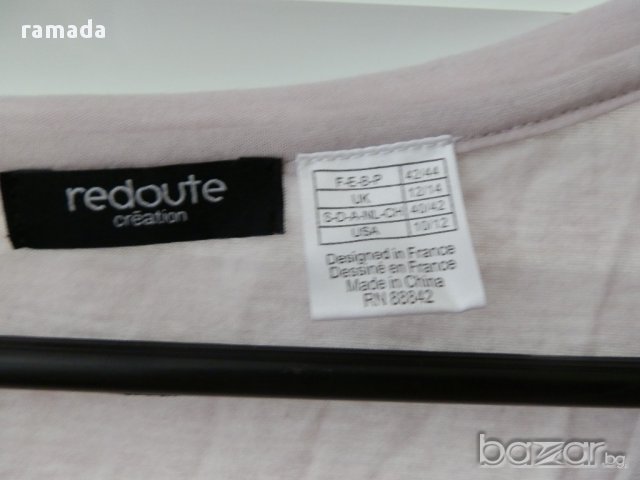 ramada
redoute
création
F-E-B-P 42/44
UK 12/14
S-D-A-NL-CH 40/42
USA 10/12
Designed in France
Dessiné en France
Made in China
RN 88842
bazar.bg